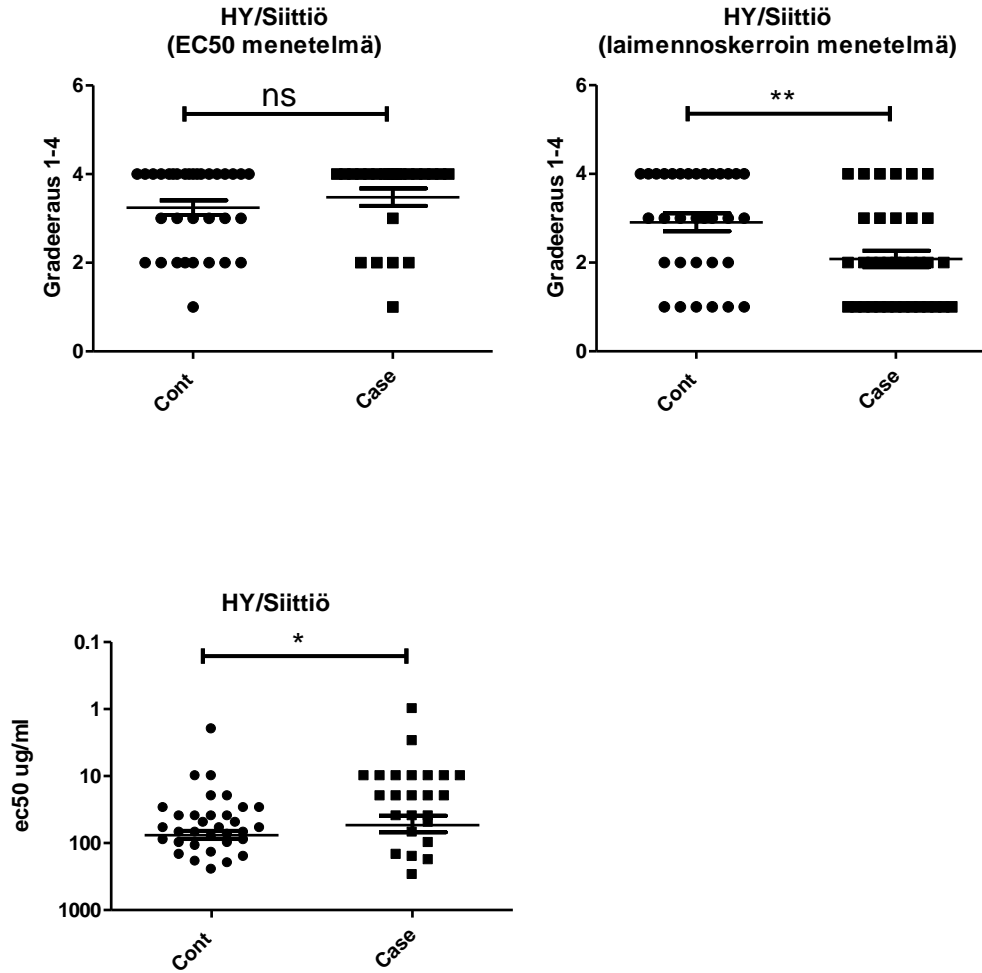 HY/Siittiö
(EC50 menetelmä)
ns
Gradeeraus 1-4
6
4
2
0
Cont
Case
HY/Siittiö
(laimennoskerroin menetelmä)
**
Gradeeraus 1-4
6
4
2
0
Cont
Case
HY/Siittiö
*
ec50 ug/ml
0.1
1
10
100
1000
Cont
Case